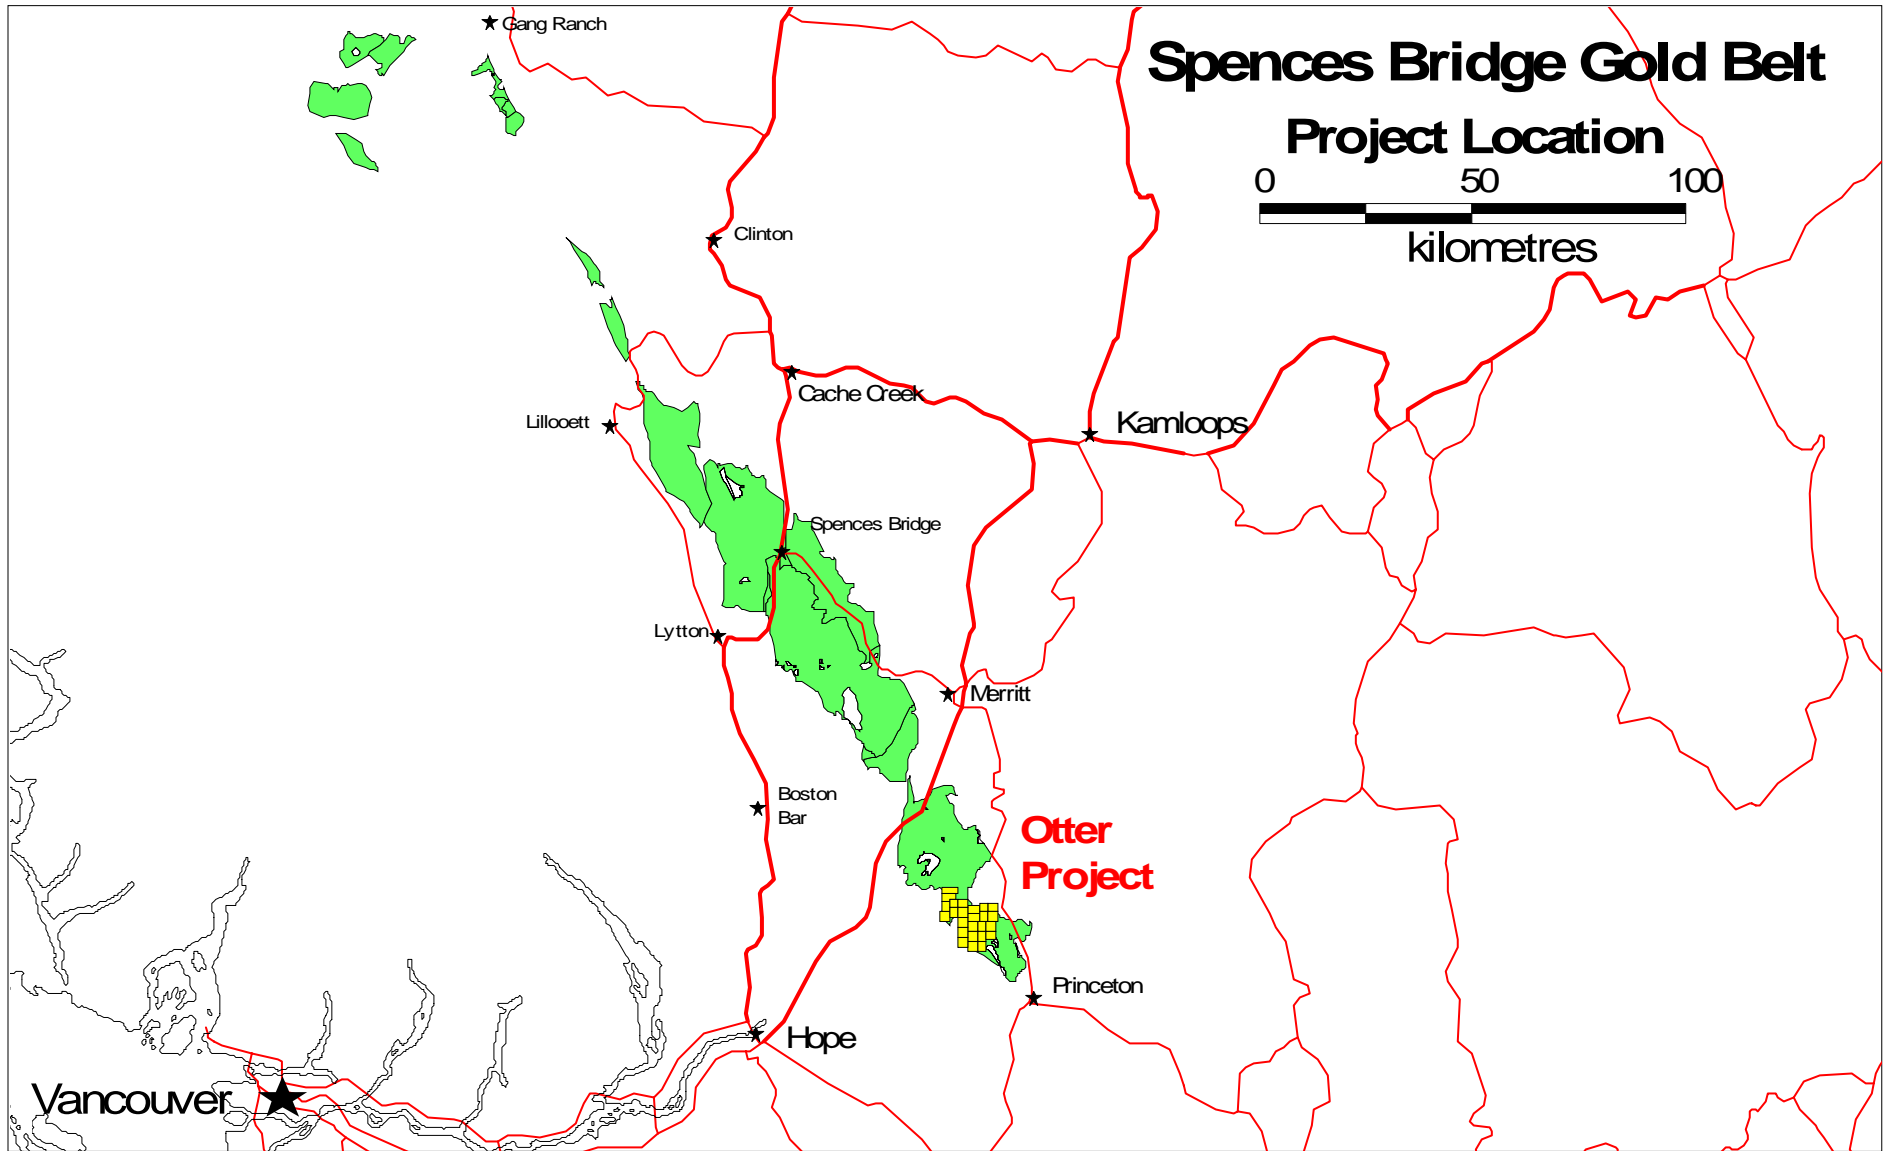 Gang Ranch
Spences Bridge Gold Belt
Project Location
0 50 100
kilometres
Clinton
Cache Creek
Lillooett
Kamloops
Spences Bridge
Lytton
Merritt
Boston
Bar
Otter
Project
Princeton
Hope
Vancouver